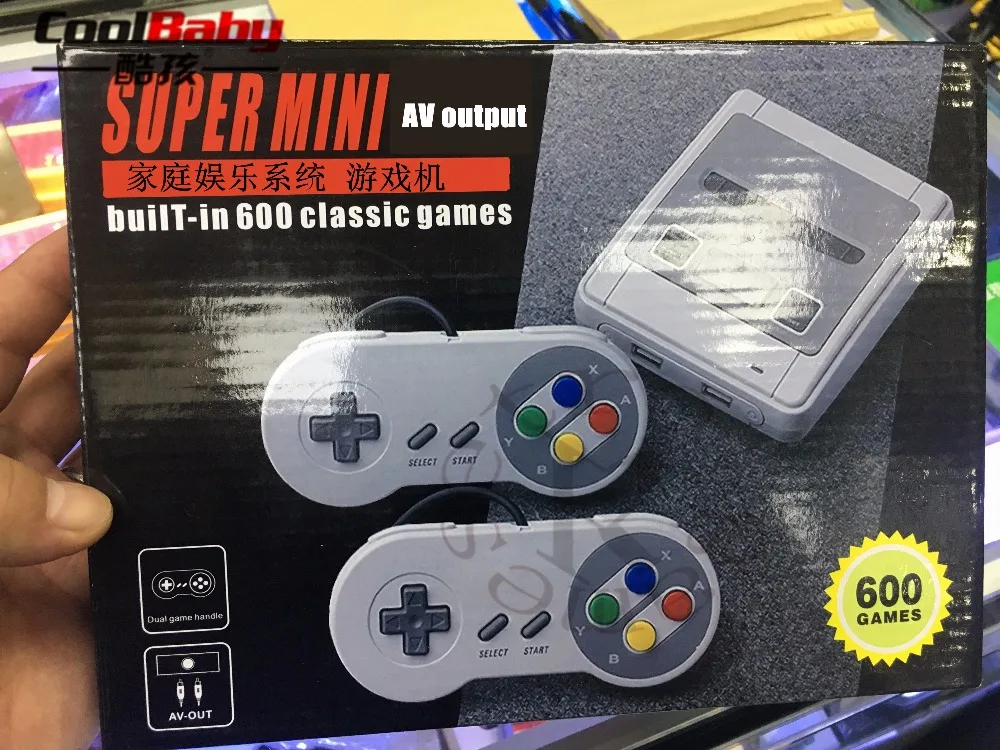 CoolBaby
酷孩
SUPER MINI
AV output
家庭娱乐系统 游戏机
builT-in 600 classic games
X
A
Y
B
SELECT START
X
A
Y
B
SELECT START
Dual game handle
AV-OUT
600
GAMES